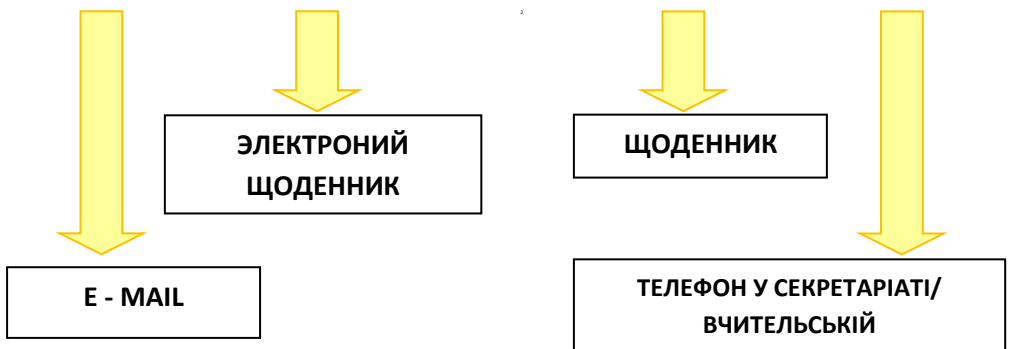 ЭЛЕКТРОНИЙ
ЩОДЕННИК
ЩОДЕННИК
E - MAIL
ТЕЛЕФОН У СЕКРЕТАРІАТІ/
ВЧИТЕЛЬСЬКІЙ